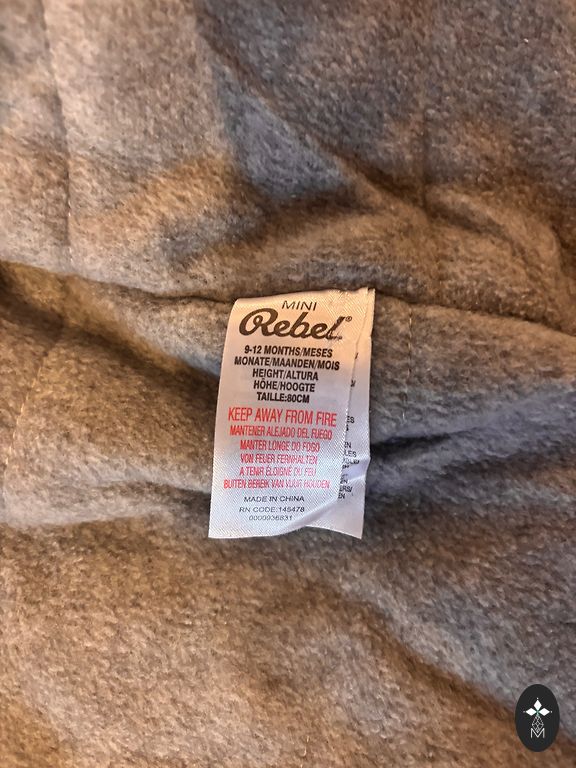 MINI
Rebel®
9-12 MONTHS/MESES
MONATE/MAANDEN/MOIS
HEIGHT/ALTURA
HÖHE/HOOGTE
TAILLE:80CM
KEEP AWAY FROM FIRE
MANTENER ALEJADO DEL FUEGO
MANTER LONGE DO FOGO
VON FEUER FERNHALTEN
A TENIR ÉLOIGNÉ DU FEU
BUITEN BEREIK VAN VUUR HOUDEN
MADE IN CHINA
RN CODE:145478
0000936831
M